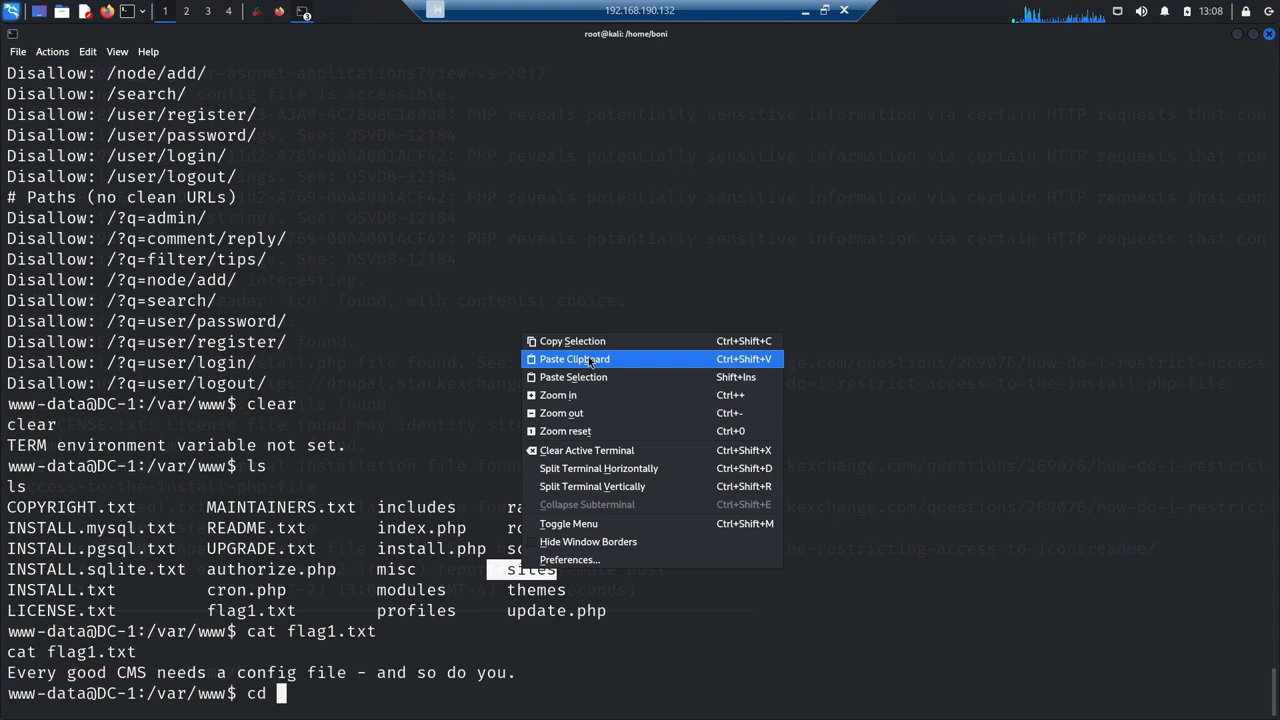 1 2 3 4 3 192.168.190.132 13:08
root@kali: /home/boni
File Actions Edit View Help
Disallow: /node/add/
Disallow: /search/
Disallow: /user/register/
Disallow: /user/password/
Disallow: /user/login/
Disallow: /user/logout/
# Paths (no clean URLs)
Disallow: /?q=admin/
Disallow: /?q=comment/reply/
Disallow: /?q=filter/tips/
Disallow: /?q=node/add/
Disallow: /?q=search/
Disallow: /?q=user/password/
Disallow: /?q=user/register/
Disallow: /?q=user/login/
Disallow: /?q=user/logout/
www-data@DC-1:/var/www$ clear
clear
TERM environment variable not set.
www-data@DC-1:/var/www$ ls
ls
COPYRIGHT.txt MAINTAINERS.txt includes
INSTALL.mysql.txt README.txt index.php
INSTALL.pgsql.txt UPGRADE.txt install.php
INSTALL.sqlite.txt authorize.php misc sites
INSTALL.txt cron.php modules themes
LICENSE.txt flag1.txt profiles update.php
www-data@DC-1:/var/www$ cat flag1.txt
cat flag1.txt
Every good CMS needs a config file - and so do you.
www-data@DC-1:/var/www$ cd
Copy Selection Ctrl+Shift+C
Paste Clipboard Ctrl+Shift+V
Paste Selection Shift+Ins
Zoom in Ctrl++
Zoom out Ctrl+-
Zoom reset Ctrl+0
Clear Active Terminal Ctrl+Shift+X
Split Terminal Horizontally Ctrl+Shift+D
Split Terminal Vertically Ctrl+Shift+R
Collapse Subterminal Ctrl+Shift+E
Toggle Menu Ctrl+Shift+M
Hide Window Borders
Preferences...